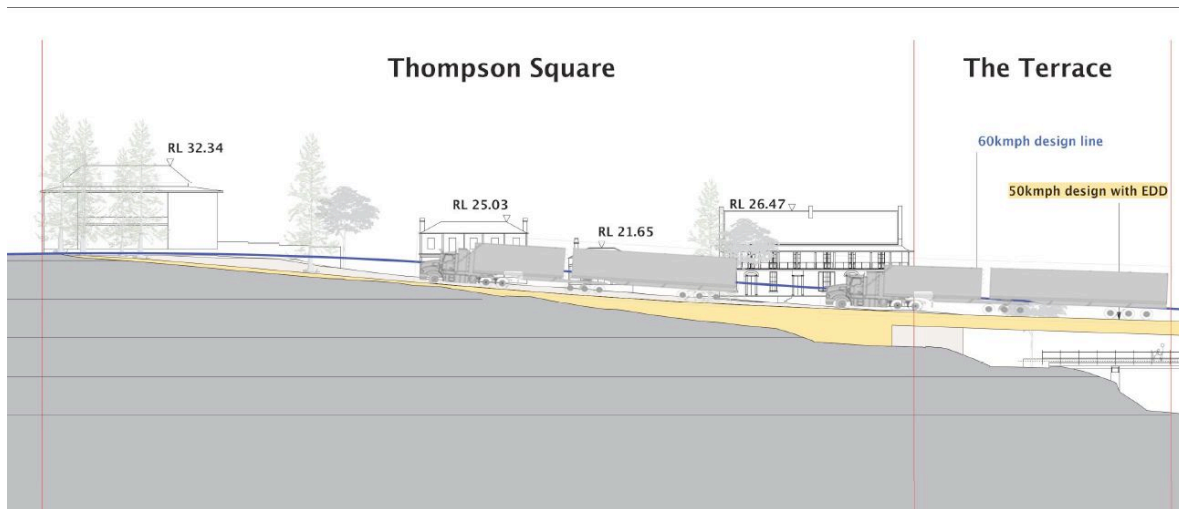 Thompson Square
The Terrace
RL 32.34
60kmph design line
50kmph design with EDD
RL 25.03
RL 26.47
RL 21.65